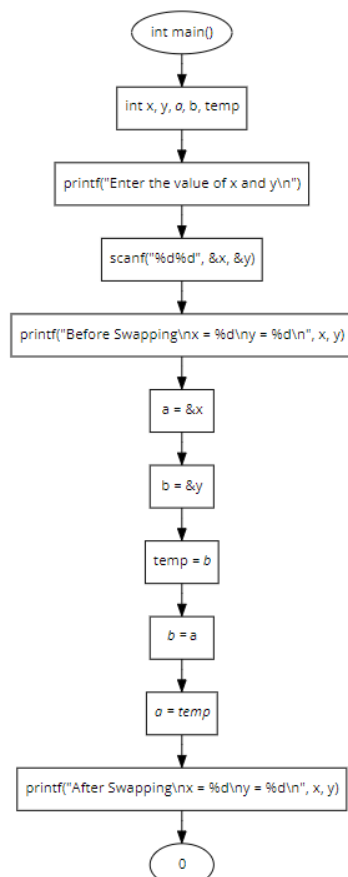 int main()
int x, y, a, b, temp
printf("Enter the value of x and y\n")
scanf("%d%d", &x, &y)
printf("Before Swapping\nx = %d\ny = %d\n", x, y)
a = &x
b = &y
temp = b
b = a
a = temp
printf("After Swapping\nx = %d\ny = %d\n", x, y)
0